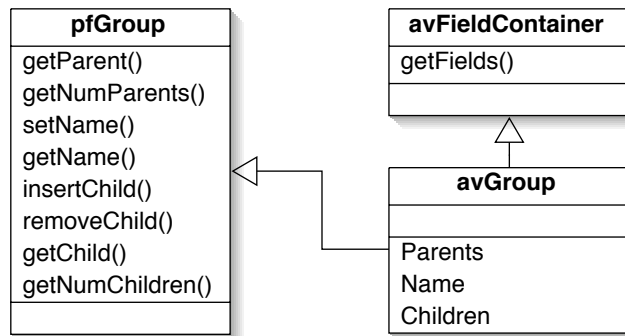 pfGroup
getParent()
getNumParents()
setName()
getName()
insertChild()
removeChild()
getChild()
getNumChildren()
avFieldContainer
getFields()
avGroup
Parents
Name
Children